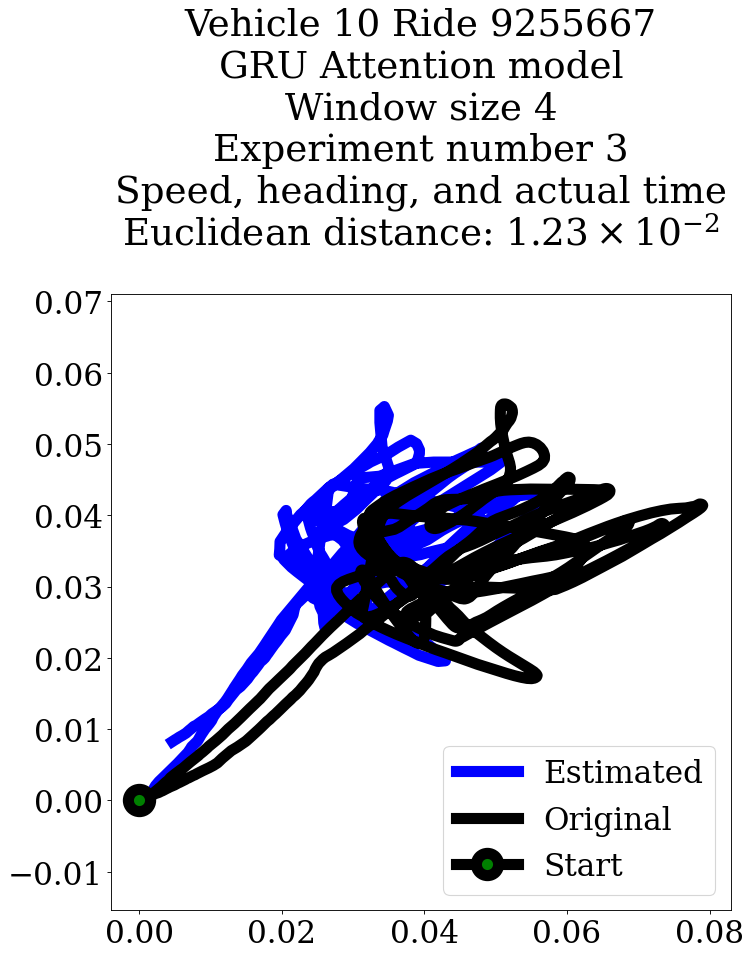 Vehicle 10 Ride 9255667
GRU Attention model
Window size 4
Experiment number 3
Speed, heading, and actual time
Euclidean distance: 1.23 × 10⁻²
0.07
0.06
0.05
0.04
0.03
0.02
0.01
0.00
−0.01
Estimated
Original
Start
0.00 0.02 0.04 0.06 0.08